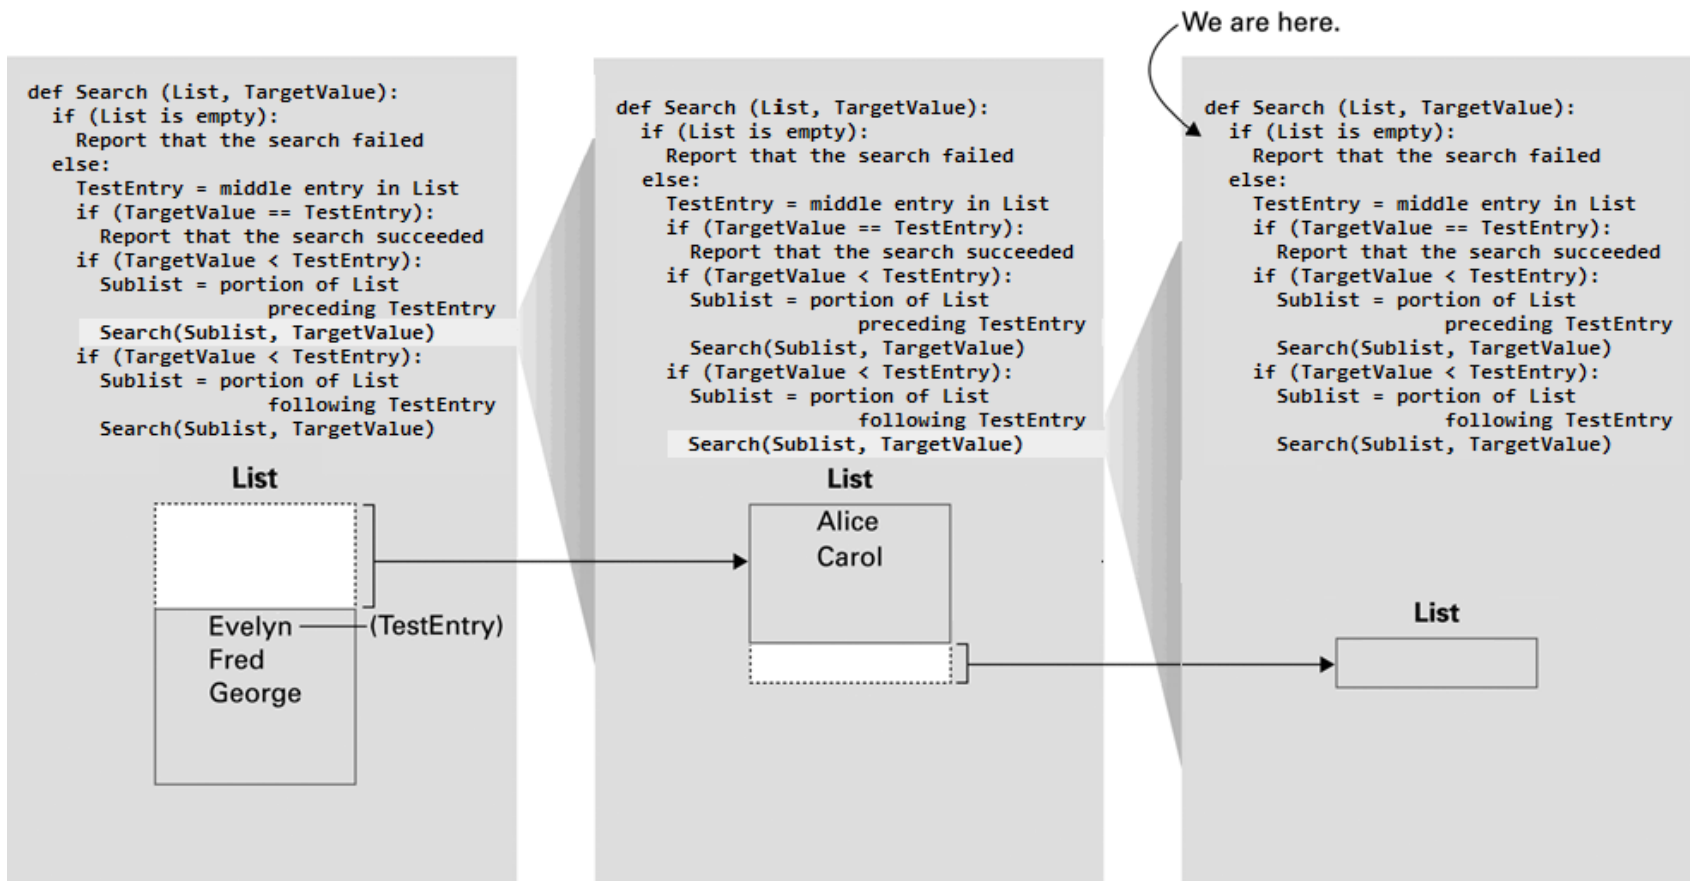 We are here.
def Search (List, TargetValue):
if (List is empty):
Report that the search failed
else:
TestEntry = middle entry in List
if (TargetValue == TestEntry):
Report that the search succeeded
if (TargetValue < TestEntry):
Sublist = portion of List
preceding TestEntry
Search(Sublist, TargetValue)
if (TargetValue < TestEntry):
Sublist = portion of List
following TestEntry
Search(Sublist, TargetValue)
List
Evelyn
(TestEntry)
Fred
George
def Search (List, TargetValue):
if (List is empty):
Report that the search failed
else:
TestEntry = middle entry in List
if (TargetValue == TestEntry):
Report that the search succeeded
if (TargetValue < TestEntry):
Sublist = portion of List
preceding TestEntry
Search(Sublist, TargetValue)
if (TargetValue < TestEntry):
Sublist = portion of List
following TestEntry
Search(Sublist, TargetValue)
List
Alice
Carol
def Search (List, TargetValue):
if (List is empty):
Report that the search failed
else:
TestEntry = middle entry in List
if (TargetValue == TestEntry):
Report that the search succeeded
if (TargetValue < TestEntry):
Sublist = portion of List
preceding TestEntry
Search(Sublist, TargetValue)
if (TargetValue < TestEntry):
Sublist = portion of List
following TestEntry
Search(Sublist, TargetValue)
List